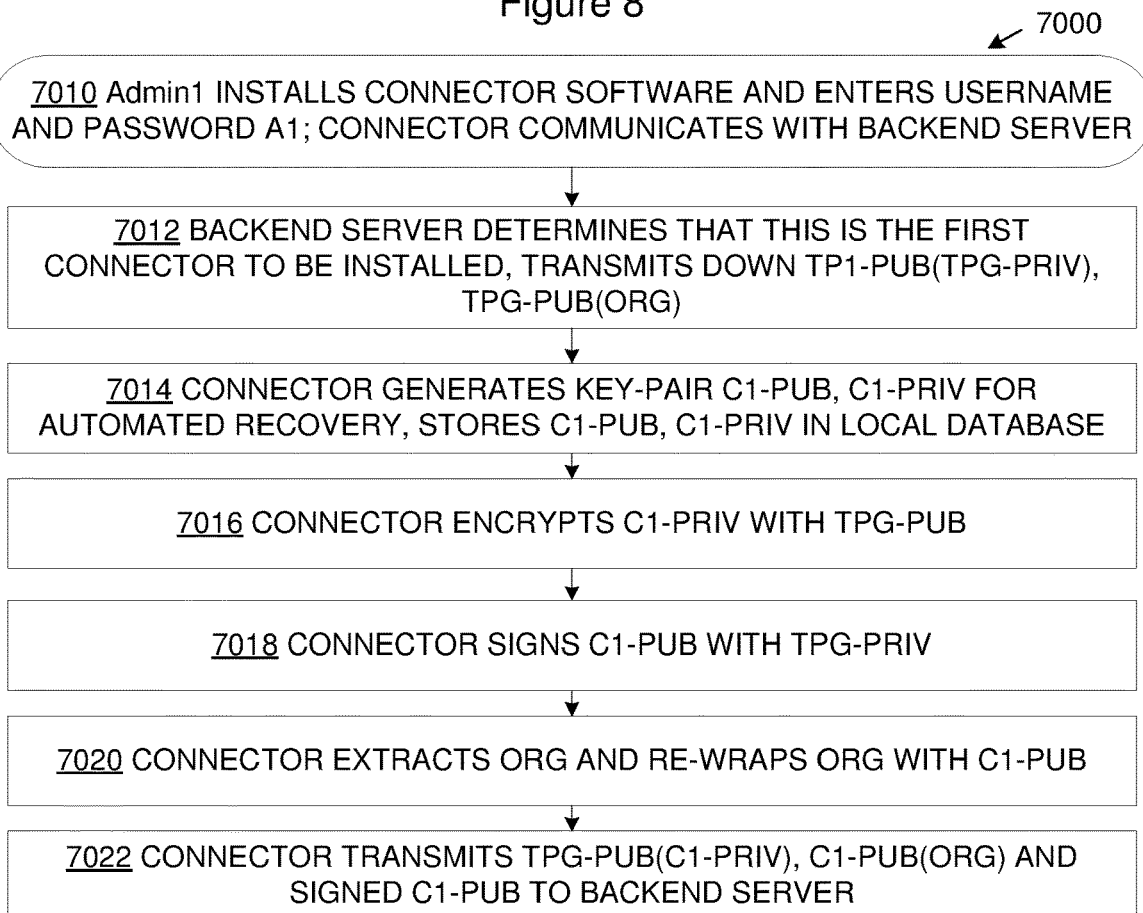 Figure 8
7000
7010 Admin1 INSTALLS CONNECTOR SOFTWARE AND ENTERS USERNAME
AND PASSWORD A1; CONNECTOR COMMUNICATES WITH BACKEND SERVER
7012 BACKEND SERVER DETERMINES THAT THIS IS THE FIRST
CONNECTOR TO BE INSTALLED, TRANSMITS DOWN TP1-PUB(TPG-PRIV),
TPG-PUB(ORG)
7014 CONNECTOR GENERATES KEY-PAIR C1-PUB, C1-PRIV FOR
AUTOMATED RECOVERY, STORES C1-PUB, C1-PRIV IN LOCAL DATABASE
7016 CONNECTOR ENCRYPTS C1-PRIV WITH TPG-PUB
7018 CONNECTOR SIGNS C1-PUB WITH TPG-PRIV
7020 CONNECTOR EXTRACTS ORG AND RE-WRAPS ORG WITH C1-PUB
7022 CONNECTOR TRANSMITS TPG-PUB(C1-PRIV), C1-PUB(ORG) AND
SIGNED C1-PUB TO BACKEND SERVER